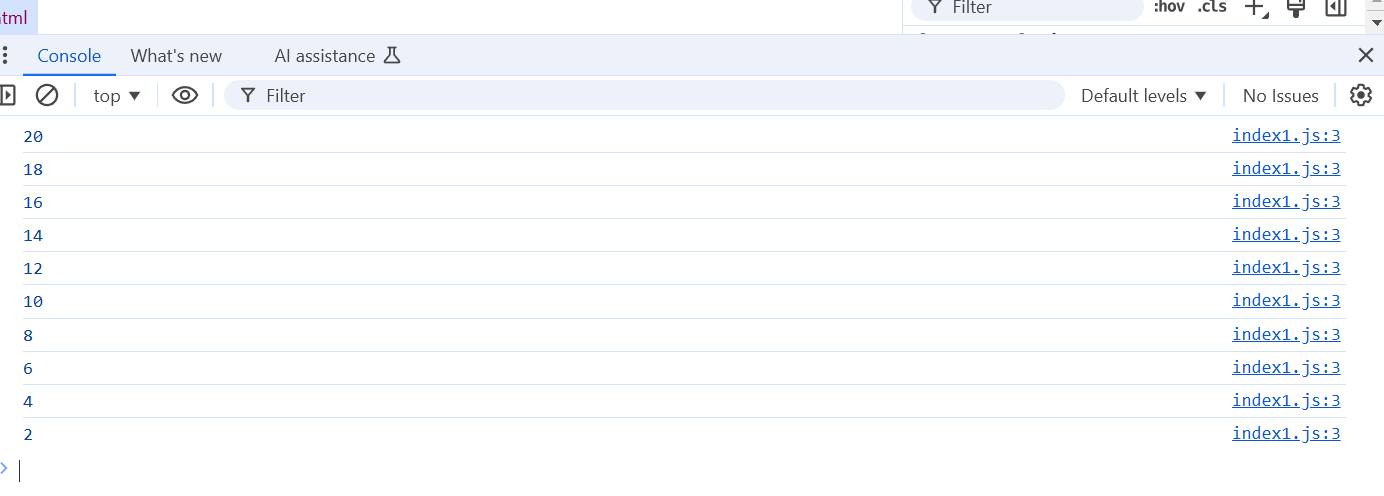 html
Filter
:hov .cls
Console What's new AI assistance
top Filter Default levels No Issues
20 index1.js:3
18 index1.js:3
16 index1.js:3
14 index1.js:3
12 index1.js:3
10 index1.js:3
8 index1.js:3
6 index1.js:3
4 index1.js:3
2 index1.js:3